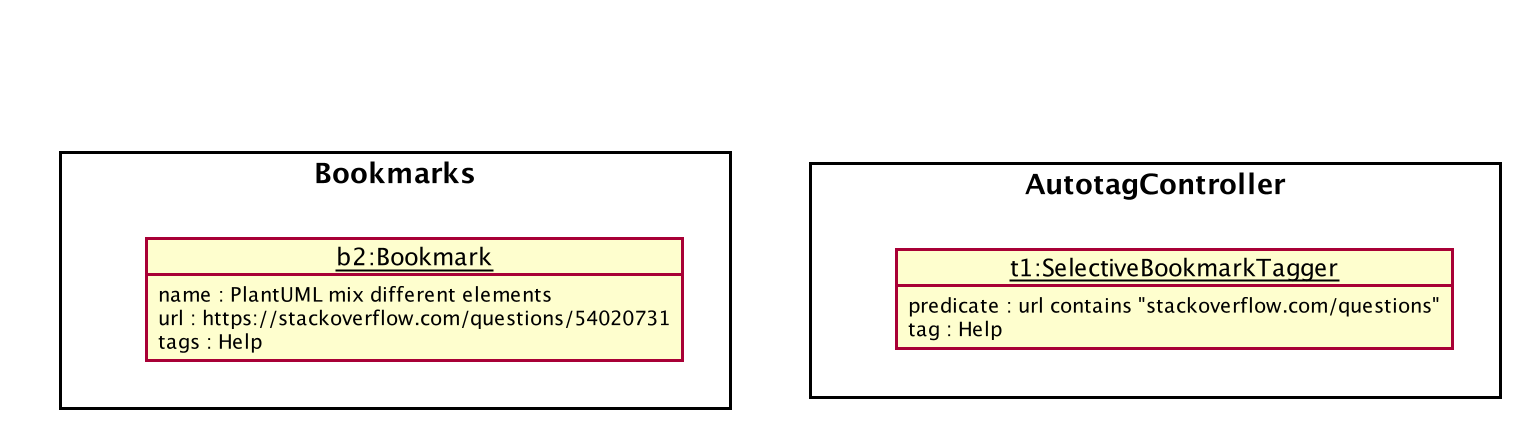 Bookmarks
b2:Bookmark
name : PlantUML mix different elements
url : https://stackoverflow.com/questions/54020731
tags : Help
AutotagController
t1:SelectiveBookmarkTagger
predicate : url contains "stackoverflow.com/questions"
tag : Help